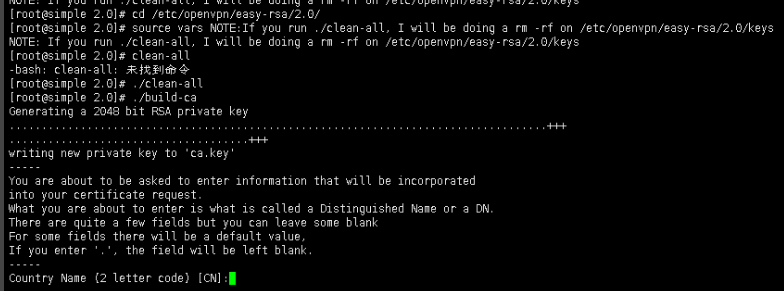 NOTE: If you run ./clean-all, I will be doing a rm -rf on /etc/openvpn/easy-rsa/2.0/keys
[root@simple 2.0]# cd /etc/openvpn/easy-rsa/2.0/
[root@simple 2.0]# source vars NOTE:If you run ./clean-all, I will be doing a rm -rf on /etc/openvpn/easy-rsa/2.0/keys
NOTE: If you run ./clean-all, I will be doing a rm -rf on /etc/openvpn/easy-rsa/2.0/keys
[root@simple 2.0]# clean-all
-bash: clean-all: 未找到命令
[root@simple 2.0]# ./clean-all
[root@simple 2.0]# ./build-ca
Generating a 2048 bit RSA private key
......................................................................................+++
......................................+++
writing new private key to 'ca.key'
-----
You are about to be asked to enter information that will be incorporated
into your certificate request.
What you are about to enter is what is called a Distinguished Name or a DN.
There are quite a few fields but you can leave some blank
For some fields there will be a default value,
If you enter '.', the field will be left blank.
-----
Country Name (2 letter code) [CN]: